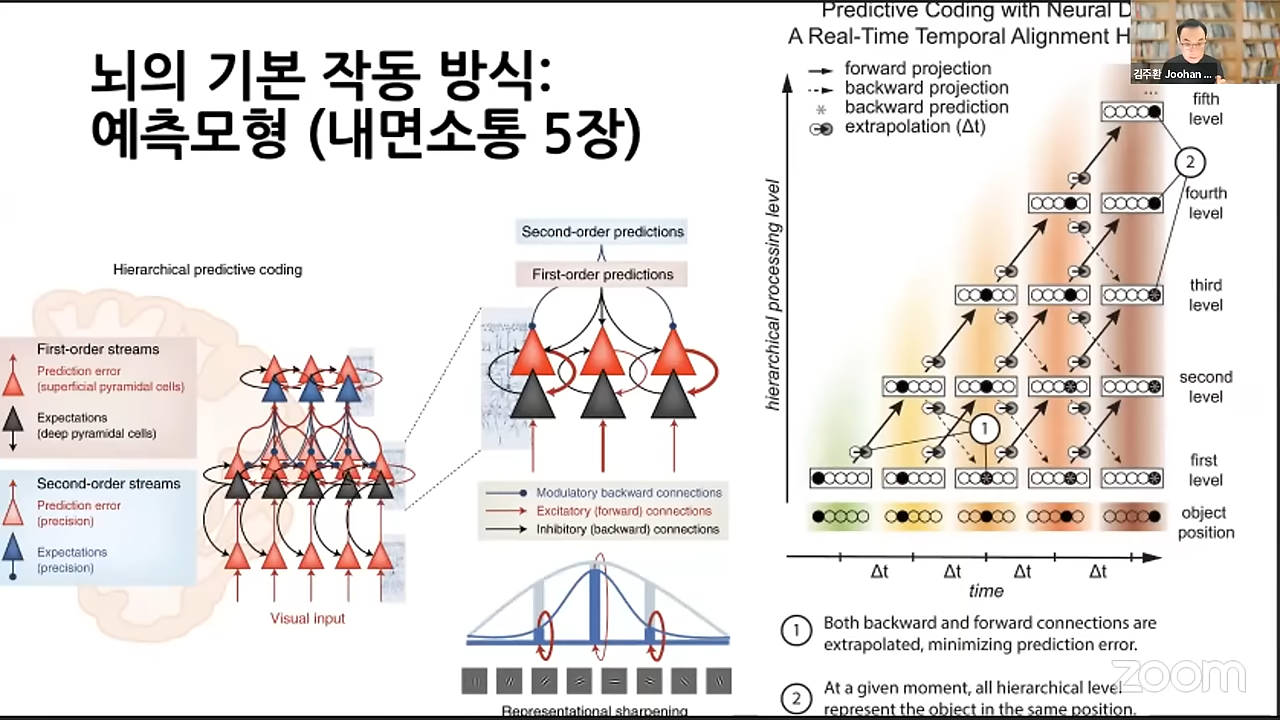 뇌의 기본 작동 방식:
예측모형 (내면소통 5장)
Hierarchical predictive coding
First-order streams
Prediction error
(superficial pyramidal cells)
Expectations
(deep pyramidal cells)
Second-order streams
Prediction error
(precision)
Expectations
(precision)
Visual input
Second-order predictions
First-order predictions
Modulatory backward connections
Excitatory (forward) connections
Inhibitory (backward) connections
Representational sharpening
Predictive Coding with Neural D
A Real-Time Temporal Alignment H
김주환 Joohan ...
forward projection
backward projection
backward prediction
extrapolation (Δt)
hierarchical processing level
...
fifth
level
2
fourth
level
third
level
second
level
1
first
level
object
position
Δt Δt Δt Δt
time
1 Both backward and forward connections are
extrapolated, minimizing prediction error.
2 At a given moment, all hierarchical level
represent the object in the same position.
zoom